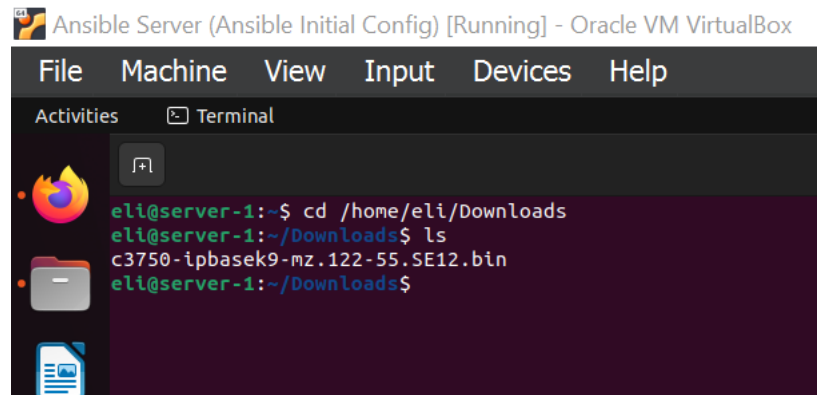 64
Ansible Server (Ansible Initial Config) [Running] - Oracle VM VirtualBox
File Machine View Input Devices Help
Activities Terminal
eli@server-1:~$ cd /home/eli/Downloads
eli@server-1:~/Downloads$ ls
c3750-ipbasek9-mz.122-55.SE12.bin
eli@server-1:~/Downloads$